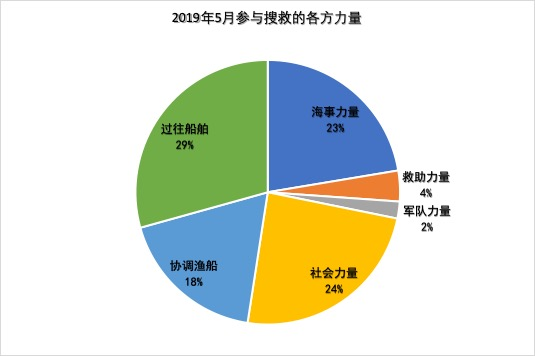 2019年5月参与搜救的各方力量
海事力量
23%
救助力量
4%
军队力量
2%
社会力量
24%
协调渔船
18%
过往船舶
29%